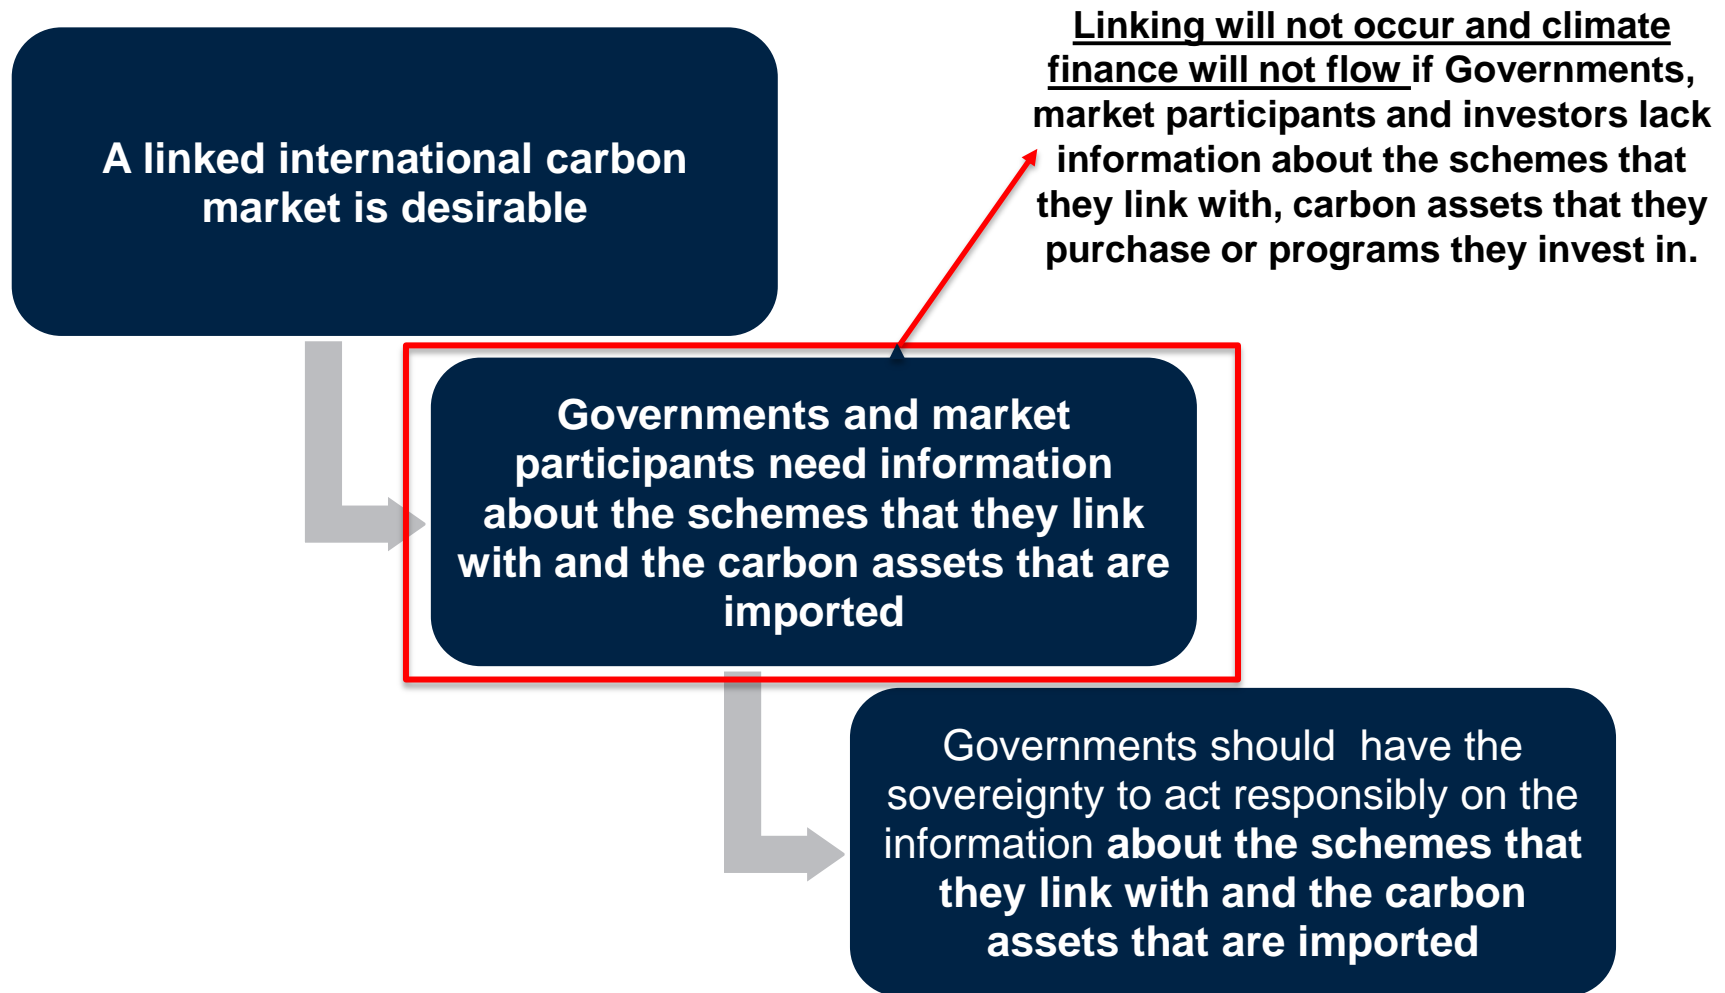 Linking will not occur and climate
finance will not flow if Governments,
market participants and investors lack
information about the schemes that
they link with, carbon assets that they
purchase or programs they invest in.
A linked international carbon
market is desirable
Governments and market
participants need information
about the schemes that they link
with and the carbon assets that are
imported
Governments should  have the
sovereignty to act responsibly on the
information about the schemes that
they link with and the carbon
assets that are imported